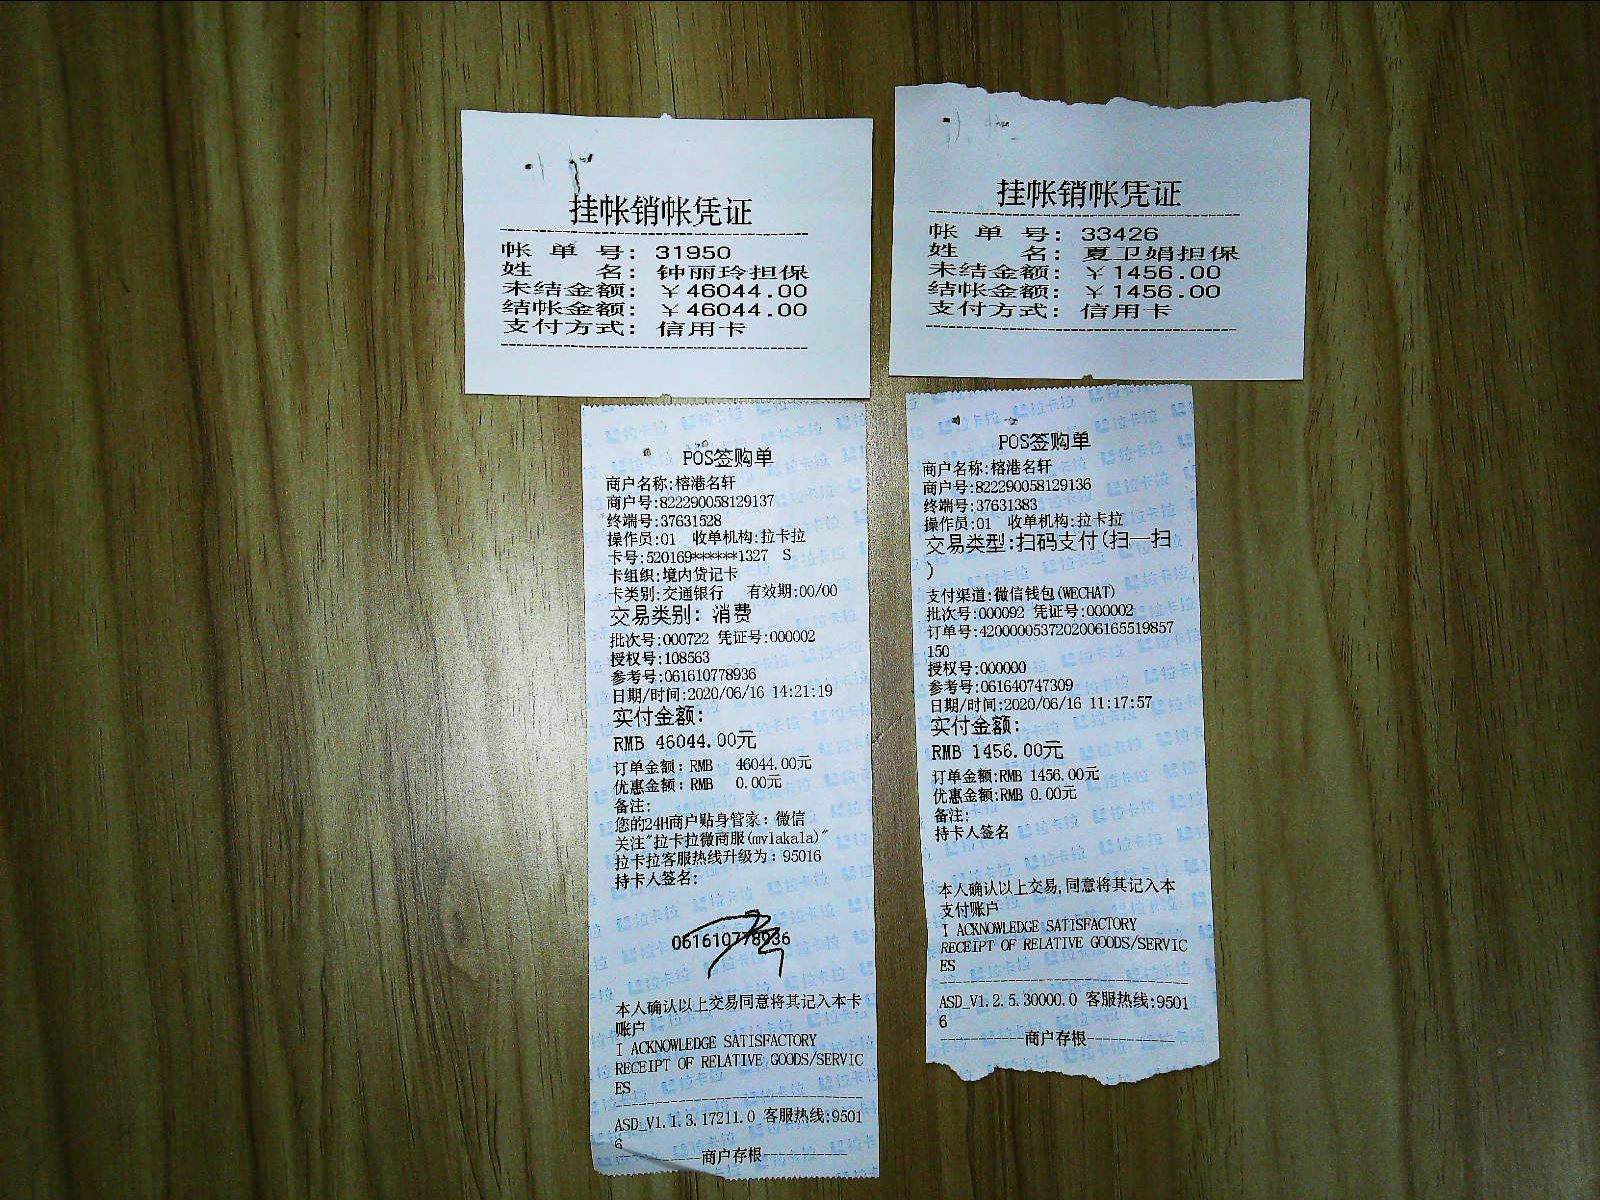 挂帐销帐凭证
帐单号: 31950
姓名: 钟丽玲担保
未结金额: ￥46044.00
结帐金额: ￥46044.00
支付方式: 信用卡
挂帐销帐凭证
帐单号: 33426
姓名: 夏卫娟担保
未结金额: ￥1456.00
结帐金额: ￥1456.00
支付方式: 信用卡
POS签购单
商户名称:榕港名轩
商户号:822290058129137
终端号:37631528
操作员:01 收单机构:拉卡拉
卡号:520169******1327 S
卡组织:境内贷记卡
卡类别:交通银行 有效期:00/00
交易类别: 消费
批次号:000722 凭证号:000002
授权号:108563
参考号:061610778936
日期/时间:2020/06/16 14:21:19
实付金额:
RMB 46044.00元
订单金额: RMB 46044.00元
优惠金额: RMB 0.00元
备注:
您的24H商户贴身管家: 微信
关注"拉卡拉微商服(mvlakala)"
拉卡拉客服热线升级为: 95016
持卡人签名:
061610778936
本人确认以上交易同意将其记入本卡
账户
I ACKNOWLEDGE SATISFACTORY
RECEIPT OF RELATIVE GOODS/SERVIC
ES
ASD_V1.1.3.17211.0 客服热线:9501
6
商户存根
POS签购单
商户名称:榕港名轩
商户号:822290058129136
终端号:37631383
操作员:01 收单机构:拉卡拉
交易类型:扫码支付(扫一扫
)
支付渠道:微信钱包(WECHAT)
批次号:000092 凭证号:000002
订单号:4200000537202006165519857
150
授权号:000000
参考号:061640747309
日期/时间:2020/06/16 11:17:57
实付金额:
RMB 1456.00元
订单金额:RMB 1456.00元
优惠金额:RMB 0.00元
备注:
持卡人签名
本人确认以上交易,同意将其记入本
支付账户
I ACKNOWLEDGE SATISFACTORY
RECEIPT OF RELATIVE GOODS/SERVIC
ES
ASD_V1.2.5.30000.0 客服热线:9501
6
商户存根